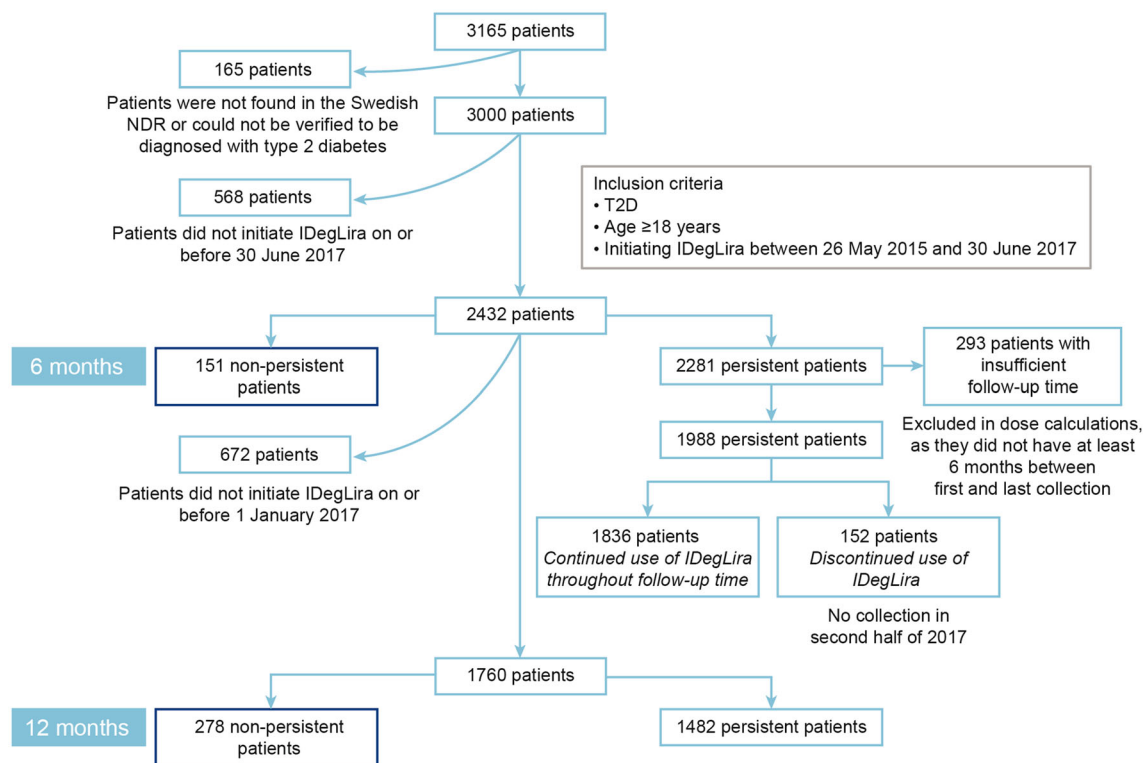 3165 patients
165 patients
Patients were not found in the Swedish
NDR or could not be verified to be
diagnosed with type 2 diabetes
3000 patients
568 patients
Patients did not initiate IDegLira on or
before 30 June 2017
Inclusion criteria
• T2D
• Age ≥18 years
• Initiating IDegLira between 26 May 2015 and 30 June 2017
2432 patients
6 months
151 non-persistent
patients
2281 persistent patients
293 patients with
insufficient
follow-up time
Excluded in dose calculations,
as they did not have at least
6 months between
first and last collection
672 patients
Patients did not initiate IDegLira on or
before 1 January 2017
1988 persistent patients
1836 patients
Continued use of IDegLira
throughout follow-up time
152 patients
Discontinued use of
IDegLira
No collection in
second half of 2017
1760 patients
12 months
278 non-persistent
patients
1482 persistent patients